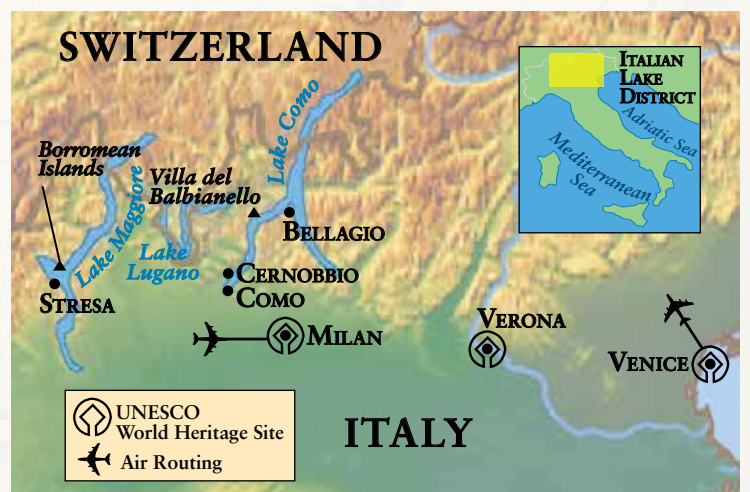 SWITZERLAND
ITALIAN
LAKE
DISTRICT
Adriatic Sea
Mediterranean
Sea
Borromean
Islands
Lake Maggiore
Villa del
Balbianello
Lake Como
Lake
Lugano
BELLAGIO
CERNOBBIO
COMO
STRESA
MILAN
VERONA
VENICE
ITALY
UNESCO
World Heritage Site
Air Routing